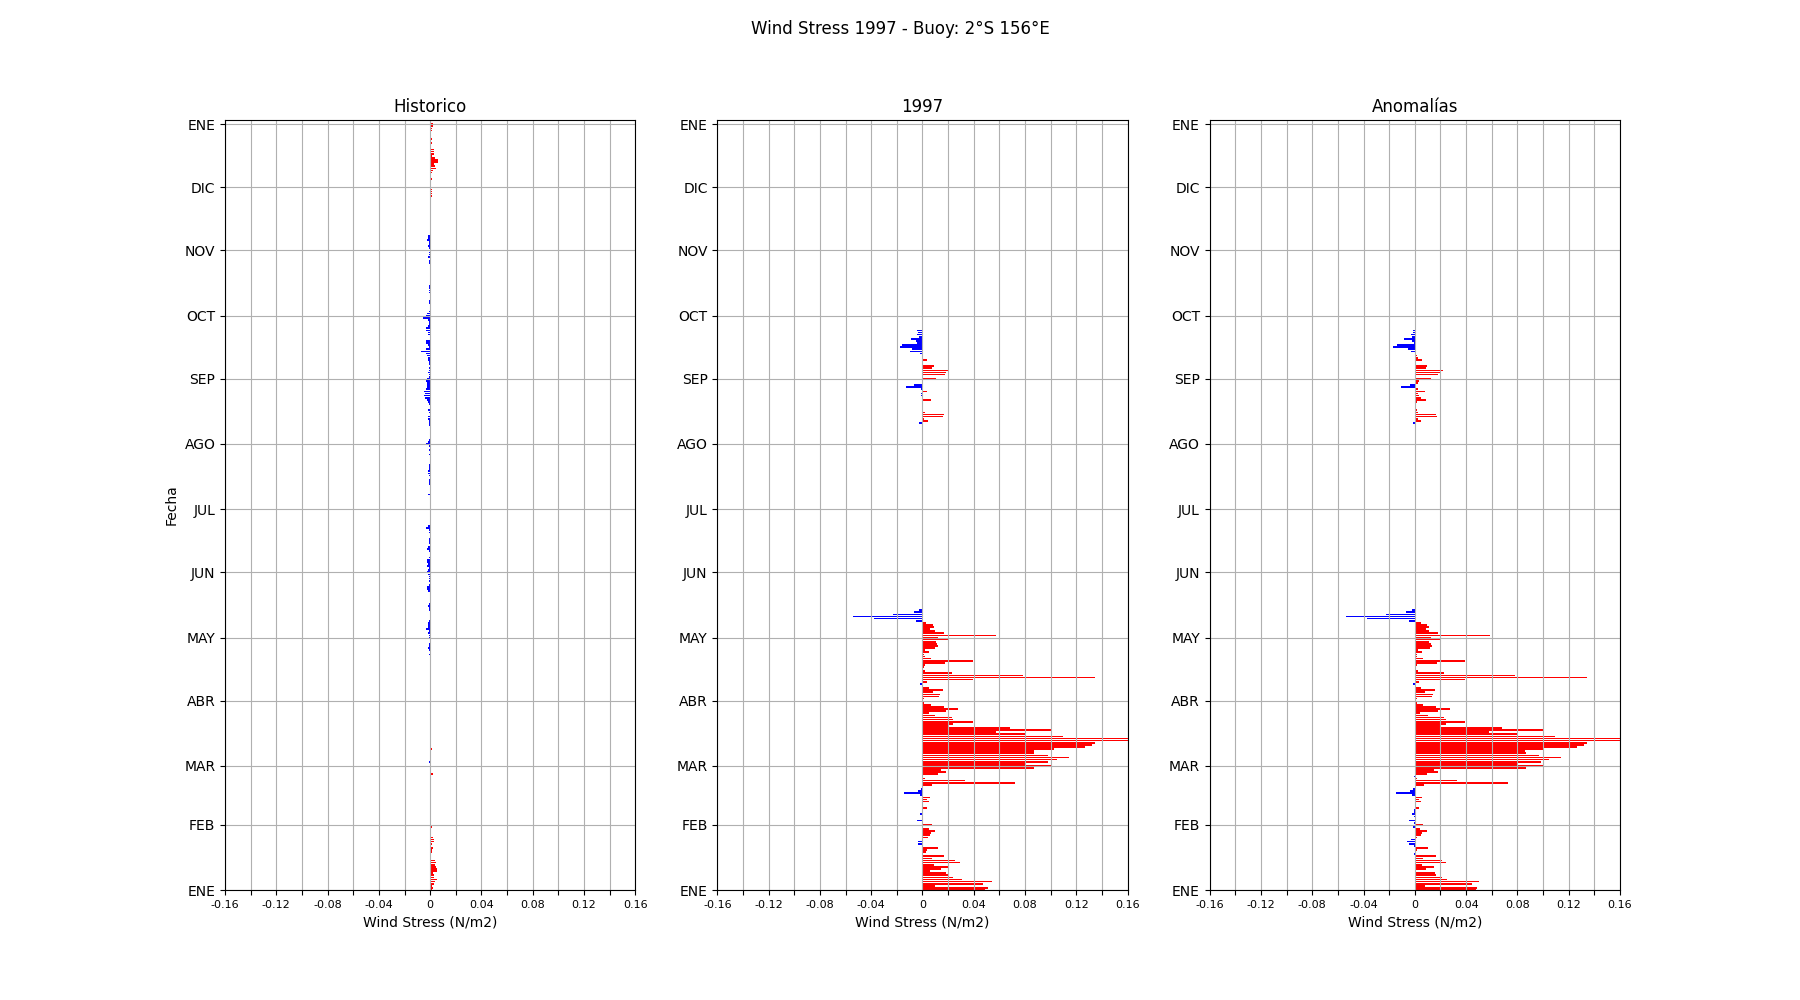 Wind Stress 1997 - Buoy: 2°S 156°E
Historico
ENE
DIC
NOV
OCT
SEP
AGO
JUL
JUN
MAY
ABR
MAR
FEB
ENE
Fecha
-0.16 -0.12 -0.08 -0.04 0 0.04 0.08 0.12 0.16
Wind Stress (N/m2)
1997
ENE
DIC
NOV
OCT
SEP
AGO
JUL
JUN
MAY
ABR
MAR
FEB
ENE
-0.16 -0.12 -0.08 -0.04 0 0.04 0.08 0.12 0.16
Wind Stress (N/m2)
Anomalías
ENE
DIC
NOV
OCT
SEP
AGO
JUL
JUN
MAY
ABR
MAR
FEB
ENE
-0.16 -0.12 -0.08 -0.04 0 0.04 0.08 0.12 0.16
Wind Stress (N/m2)